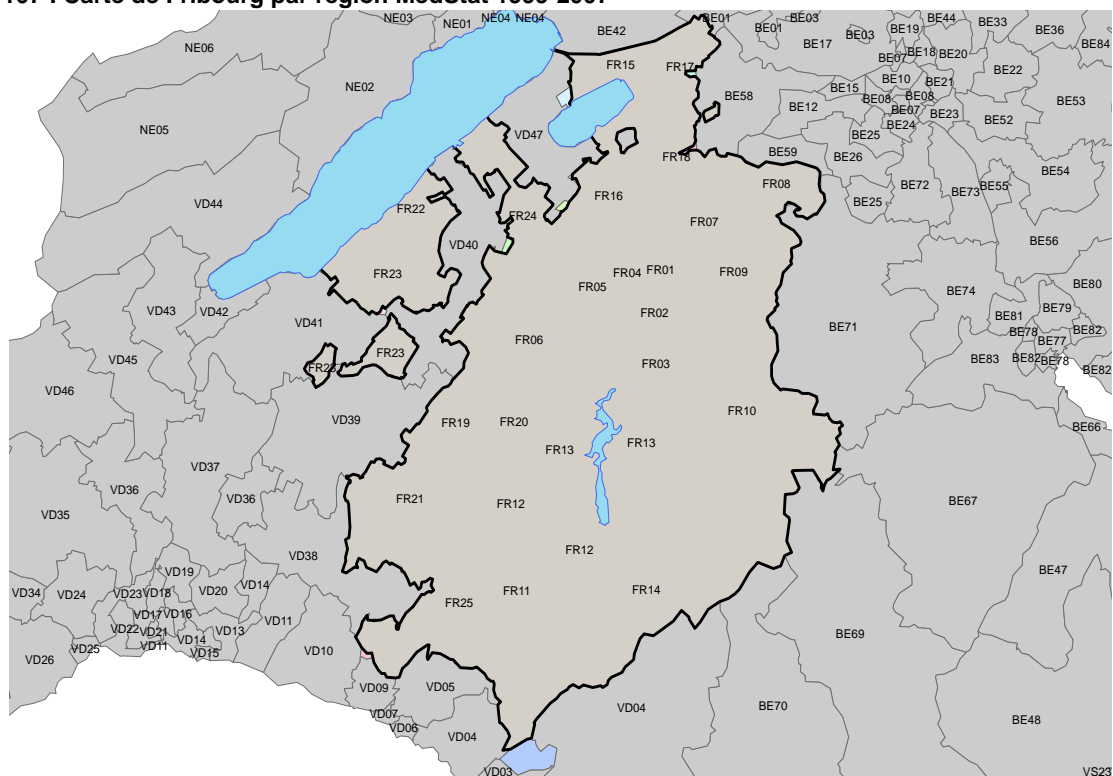 107 : Carte de Fribourg par région MedStat 1998-2007
NE03 NE04 NE04 BE01 BE03 BE44
NE01 BE42 BE01 BE03 BE19 BE33 BE36
NE06 BE17 BE18 BE20 BE84
FR15 FR17 BE07 BE22
NE02 BE10 BE21
BE58 BE15 BE08 BE08 BE53
BE12 BE07 BE23 BE52
NE05 VD47 BE25 BE24
FR18 BE59 BE26 BE54
FR08 BE72 BE73 BE55
VD44 FR22 FR24 FR16 BE25
FR07
VD40 BE56
FR23 FR04 FR01 FR09
FR05 BE74 BE80
VD43 VD42 FR02 BE79
VD41 BE71 BE81
FR06 BE78 BE82
VD45 FR23 BE77
FR23 FR03 BE83 BE82 BE78
BE82
VD46
FR10
VD39 FR19 FR20 BE66
FR13 FR13
VD37
VD36 VD36 FR21 FR12 BE67
VD35
FR12
VD38 BE47
VD19
VD34 VD24 VD23 VD18 VD20 VD14 FR11 FR14
FR25
VD17 VD16 VD11
VD22 VD21 VD13 BE69
VD11 VD14
VD26 VD25 VD15 VD10
VD09 VD05
VD04 BE70
VD07 BE48
VD06 VD04
VD03 VS23